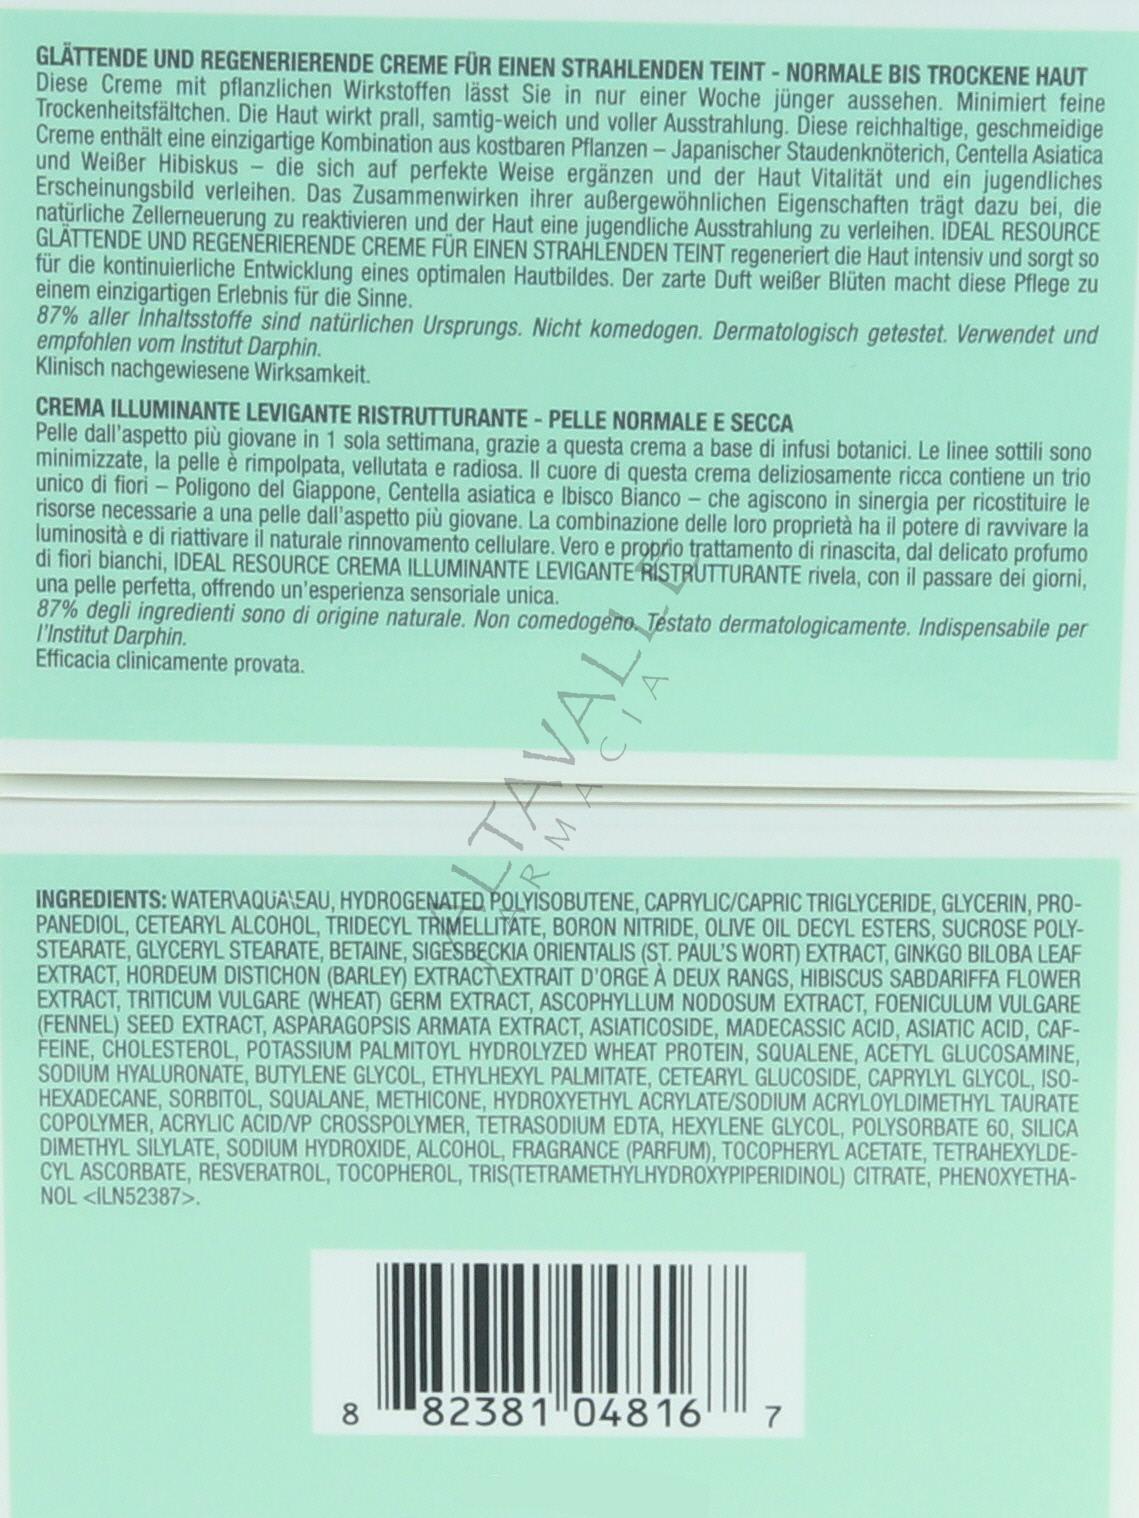 GLÄTTENDE UND REGENERIERENDE CREME FÜR EINEN STRAHLENDEN TEINT - NORMALE BIS TROCKENE HAUT
Diese Creme mit pflanzlichen Wirkstoffen lässt Sie in nur einer Woche jünger aussehen. Minimiert feine
Trockenheitsfältchen. Die Haut wirkt prall, samtig-weich und voller Ausstrahlung. Diese reichhaltige, geschmeidige
Creme enthält eine einzigartige Kombination aus kostbaren Pflanzen – Japanischer Staudenknöterich, Centella Asiatica
und Weißer Hibiskus – die sich auf perfekte Weise ergänzen und der Haut Vitalität und ein jugendliches
Erscheinungsbild verleihen. Das Zusammenwirken ihrer außergewöhnlichen Eigenschaften trägt dazu bei, die
natürliche Zellerneuerung zu reaktivieren und der Haut eine jugendliche Ausstrahlung zu verleihen. IDEAL RESOURCE
GLÄTTENDE UND REGENERIERENDE CREME FÜR EINEN STRAHLENDEN TEINT regeneriert die Haut intensiv und sorgt so
für die kontinuierliche Entwicklung eines optimalen Hautbildes. Der zarte Duft weißer Blüten macht diese Pflege zu
einem einzigartigen Erlebnis für die Sinne.
87% aller Inhaltsstoffe sind natürlichen Ursprungs. Nicht komedogen. Dermatologisch getestet. Verwendet und
empfohlen vom Institut Darphin.
Klinisch nachgewiesene Wirksamkeit.
CREMA ILLUMINANTE LEVIGANTE RISTRUTTURANTE - PELLE NORMALE E SECCA
Pelle dall'aspetto più giovane in 1 sola settimana, grazie a questa crema a base di infusi botanici. Le linee sottili sono
minimizzate, la pelle è rimpolpata, vellutata e radiosa. Il cuore di questa crema deliziosamente ricca contiene un trio
unico di fiori – Poligono del Giappone, Centella asiatica e Ibisco Bianco – che agiscono in sinergia per ricostituire le
risorse necessarie a una pelle dall'aspetto più giovane. La combinazione delle loro proprietà ha il potere di ravvivare la
luminosità e di riattivare il naturale rinnovamento cellulare. Vero e proprio trattamento di rinascita, dal delicato profumo
di fiori bianchi, IDEAL RESOURCE CREMA ILLUMINANTE LEVIGANTE RISTRUTTURANTE rivela, con il passare dei giorni,
una pelle perfetta, offrendo un'esperienza sensoriale unica.
87% degli ingredienti sono di origine naturale. Non comedogeno. Testato dermatologicamente. Indispensabile per
l'Institut Darphin.
Efficacia clinicamente provata.
ALTAVALLE
FARMACIA
INGREDIENTS: WATER\AQUA\EAU, HYDROGENATED POLYISOBUTENE, CAPRYLIC/CAPRIC TRIGLYCERIDE, GLYCERIN, PRO-
PANEDIOL, CETEARYL ALCOHOL, TRIDECYL TRIMELLITATE, BORON NITRIDE, OLIVE OIL DECYL ESTERS, SUCROSE POLY-
STEARATE, GLYCERYL STEARATE, BETAINE, SIGESBECKIA ORIENTALIS (ST. PAUL'S WORT) EXTRACT, GINKGO BILOBA LEAF
EXTRACT, HORDEUM DISTICHON (BARLEY) EXTRACT\EXTRAIT D'ORGE À DEUX RANGS, HIBISCUS SABDARIFFA FLOWER
EXTRACT, TRITICUM VULGARE (WHEAT) GERM EXTRACT, ASCOPHYLLUM NODOSUM EXTRACT, FOENICULUM VULGARE
(FENNEL) SEED EXTRACT, ASPARAGOPSIS ARMATA EXTRACT, ASIATICOSIDE, MADECASSIC ACID, ASIATIC ACID, CAF-
FEINE, CHOLESTEROL, POTASSIUM PALMITOYL HYDROLYZED WHEAT PROTEIN, SQUALENE, ACETYL GLUCOSAMINE,
SODIUM HYALURONATE, BUTYLENE GLYCOL, ETHYLHEXYL PALMITATE, CETEARYL GLUCOSIDE, CAPRYLYL GLYCOL, ISO-
HEXADECANE, SORBITOL, SQUALANE, METHICONE, HYDROXYETHYL ACRYLATE/SODIUM ACRYLOYLDIMETHYL TAURATE
COPOLYMER, ACRYLIC ACID/VP CROSSPOLYMER, TETRASODIUM EDTA, HEXYLENE GLYCOL, POLYSORBATE 60, SILICA
DIMETHYL SILYLATE, SODIUM HYDROXIDE, ALCOHOL, FRAGRANCE (PARFUM), TOCOPHERYL ACETATE, TETRAHEXYLDE-
CYL ASCORBATE, RESVERATROL, TOCOPHEROL, TRIS(TETRAMETHYLHYDROXYPIPERIDINOL) CITRATE, PHENOXYETHA-
NOL <ILN52387>.
8 82381 04816 7